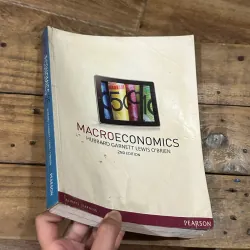 MACROECONOMICS
HUBBARD GARNETT LEWIS O'BRIEN
2ND EDITION
PEARSON